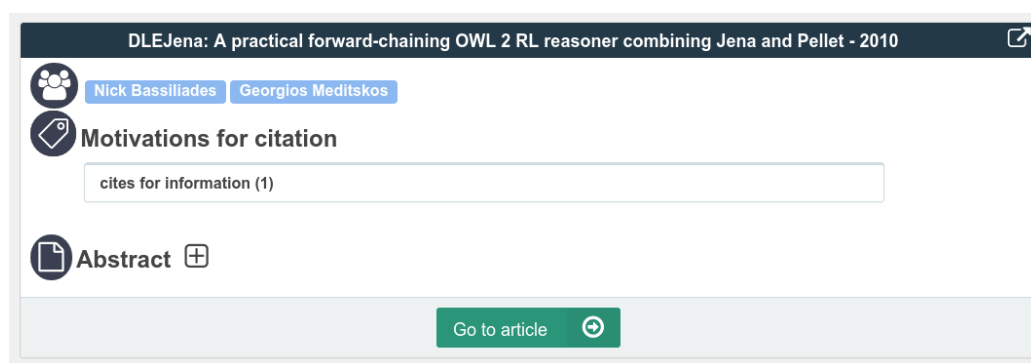 DLEJena: A practical forward-chaining OWL 2 RL reasoner combining Jena and Pellet - 2010
Nick Bassiliades Georgios Meditskos
Motivations for citation
cites for information (1)
Abstract
Go to article